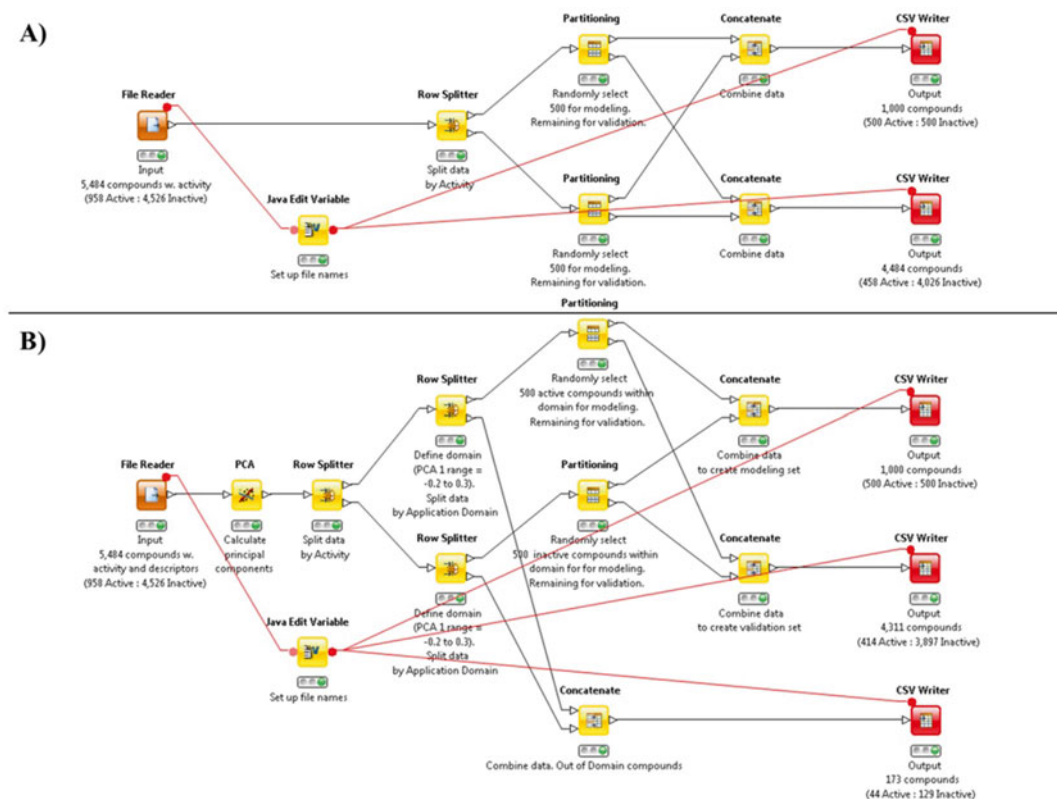 A)
Partitioning
Concatenate
CSV Writer
File Reader
Row Splitter
Randomly select
500 for modeling.
Remaining for validation.
Combine data
Output
1,000 compounds
(500 Active : 500 Inactive)
Input
5,484 compounds w. activity
(958 Active : 4,526 Inactive)
Split data
by Activity
Partitioning
Concatenate
CSV Writer
Java Edit Variable
Set up file names
Randomly select
500 for modeling.
Remaining for validation.
Combine data
Output
4,484 compounds
(458 Active : 4,026 Inactive)
B)
Partitioning
Row Splitter
Concatenate
CSV Writer
Randomly select
500 active compounds within
domain for modeling.
Remaining for validation.
Define domain
(PCA 1 range =
-0.2 to 0.3).
Split data
by Application Domain
Combine data
to create modeling set
Output
1,000 compounds
(500 Active : 500 Inactive)
File Reader
PCA
Row Splitter
Partitioning
Input
5,484 compounds w.
activity and descriptors
(958 Active : 4,526 Inactive)
Calculate
principal
components
Split data
by Activity
Row Splitter
Randomly select
500 inactive compounds within
domain for for modeling.
Remaining for validation.
Concatenate
CSV Writer
Define domain
(PCA 1 range =
-0.2 to 0.3).
Split data
by Application Domain
Combine data
to create validation set
Output
4,311 compounds
(414 Active : 3,897 Inactive)
Java Edit Variable
Set up file names
Concatenate
CSV Writer
Combine data. Out of Domain compounds
Output
173 compounds
(44 Active : 129 Inactive)